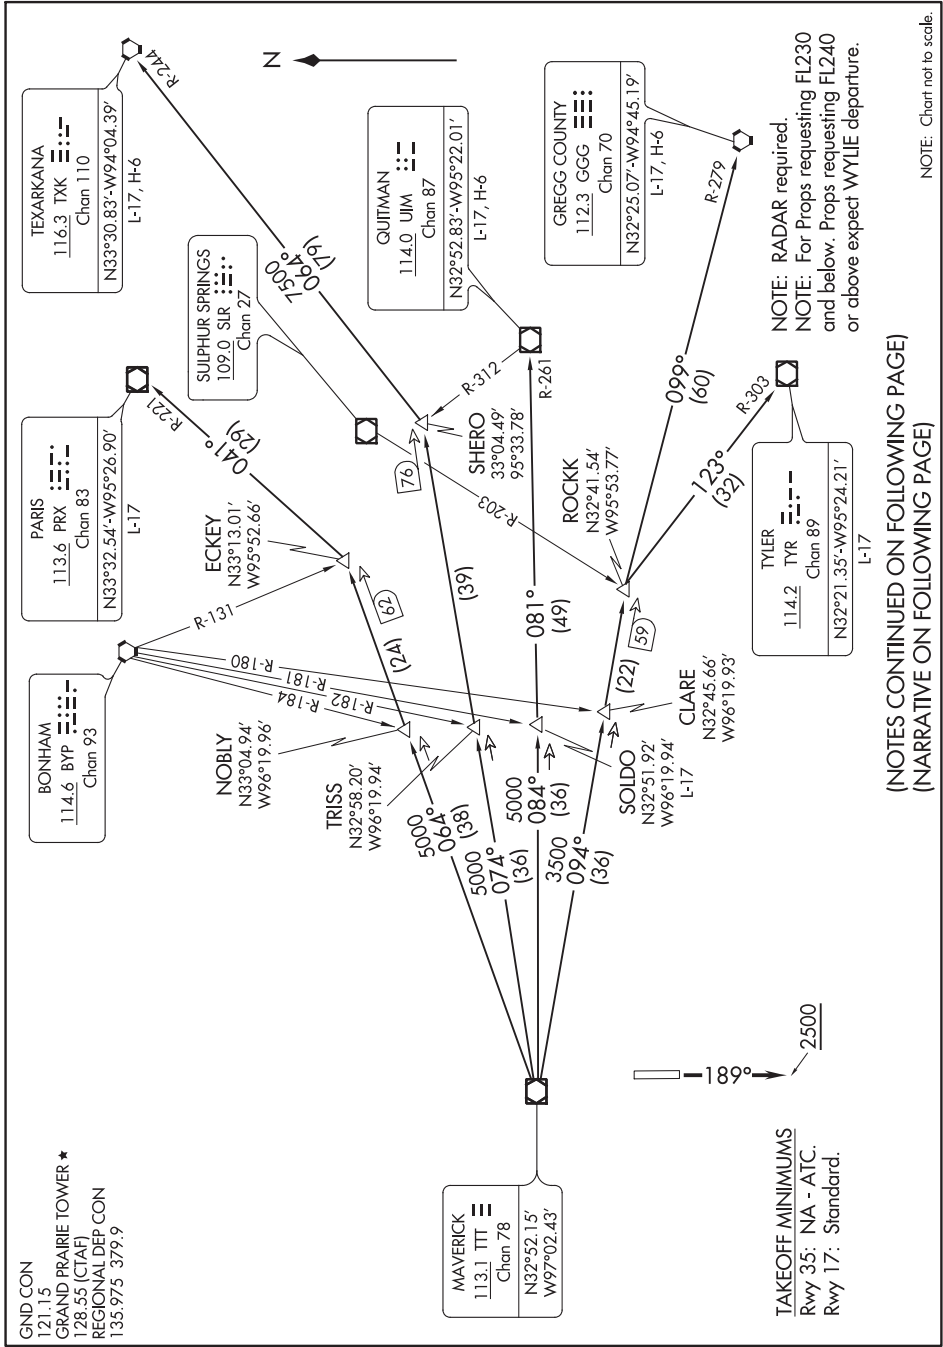 GND CON
121.15
GRAND PRAIRIE TOWER ★
128.55 (CTAF)
REGIONAL DEP CON
135.975 379.9
BONHAM
114.6 BYP
Chan 93
PARIS
113.6 PRX
Chan 83
N33°32.54´-W95°26.90´
L-17
TEXARKANA
116.3 TXK
Chan 110
N33°30.83´-W94°04.39´
L-17, H-6
SULPHUR SPRINGS
109.0 SLR
Chan 27
QUITMAN
114.0 UIM
Chan 87
N32°52.83´-W95°22.01´
L-17, H-6
GREGG COUNTY
112.3 GGG
Chan 70
N32°25.07´-W94°45.19´
L-17, H-6
TYLER
114.2 TYR
Chan 89
N32°21.35´-W95°24.21´
L-17
MAVERICK
113.1 TTT
Chan 78
N32°52.15´
W97°02.43´
N
R-244
R-221
R-131
R-180
R-181
R-182
R-184
R-203
R-312
R-261
R-279
R-303
ECKEY
N33°13.01´
W95°52.66´
NOBLY
N33°04.94´
W96°19.96´
TRISS
N32°58.20´
W96°19.94´
SOLDO
N32°51.92´
W96°19.94´
L-17
CLARE
N32°45.66´
W96°19.93´
SHERO
33°04.49´
95°33.78´
ROCKK
N32°41.54´
W95°53.77´
5000
064°
(38)
5000
074°
(36)
5000
084°
(36)
3500
094°
(36)
(24)
62
041°
(29)
(39)
76
7500
064°
(79)
081°
(49)
(22)
59
099°
(60)
123°
(32)
189°
2500
TAKEOFF MINIMUMS
Rwy 35: NA - ATC.
Rwy 17: Standard.
NOTE: RADAR required.
NOTE: For Props requesting FL230
and below. Props requesting FL240
or above expect WYLIE departure.
(NOTES CONTINUED ON FOLLOWING PAGE)
(NARRATIVE ON FOLLOWING PAGE)
NOTE: Chart not to scale.